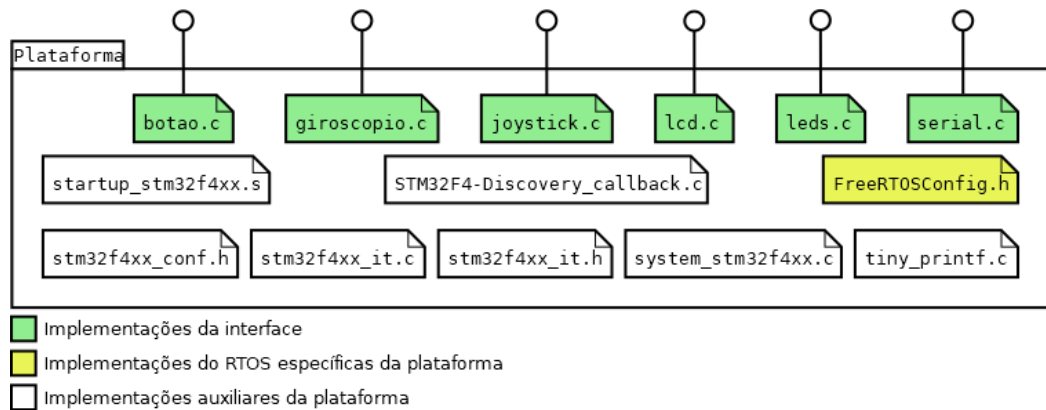 Plataforma
botao.c
giroscopio.c
joystick.c
lcd.c
leds.c
serial.c
startup_stm32f4xx.s
STM32F4-Discovery_callback.c
FreeRTOSConfig.h
stm32f4xx_conf.h
stm32f4xx_it.c
stm32f4xx_it.h
system_stm32f4xx.c
tiny_printf.c
Implementações da interface
Implementações do RTOS específicas da plataforma
Implementações auxiliares da plataforma